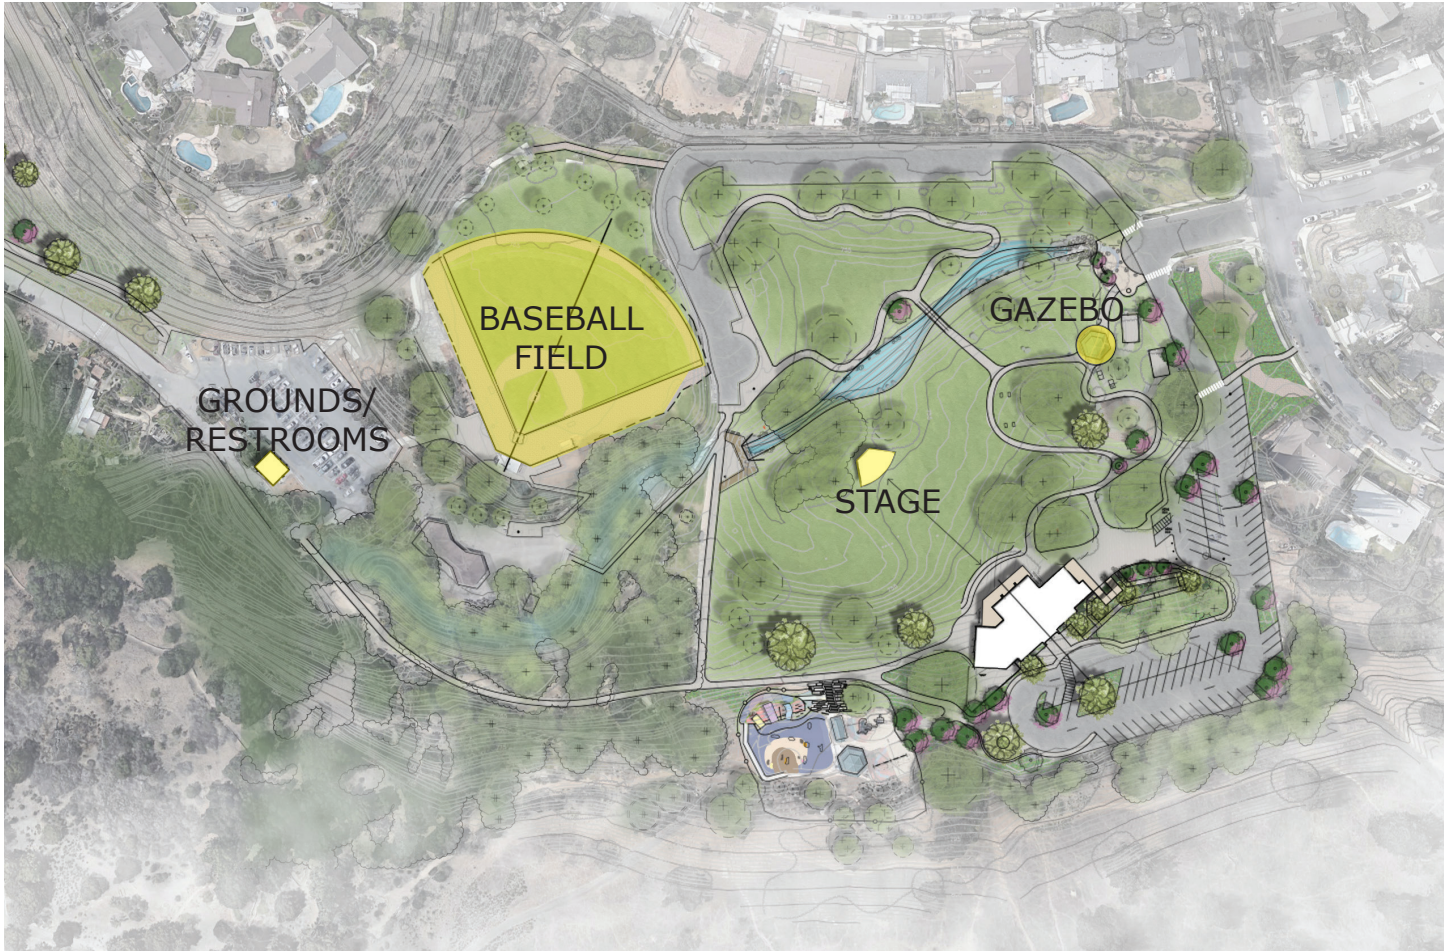 BASEBALL
FIELD
GAZEBO
GROUNDS/
RESTROOMS
STAGE